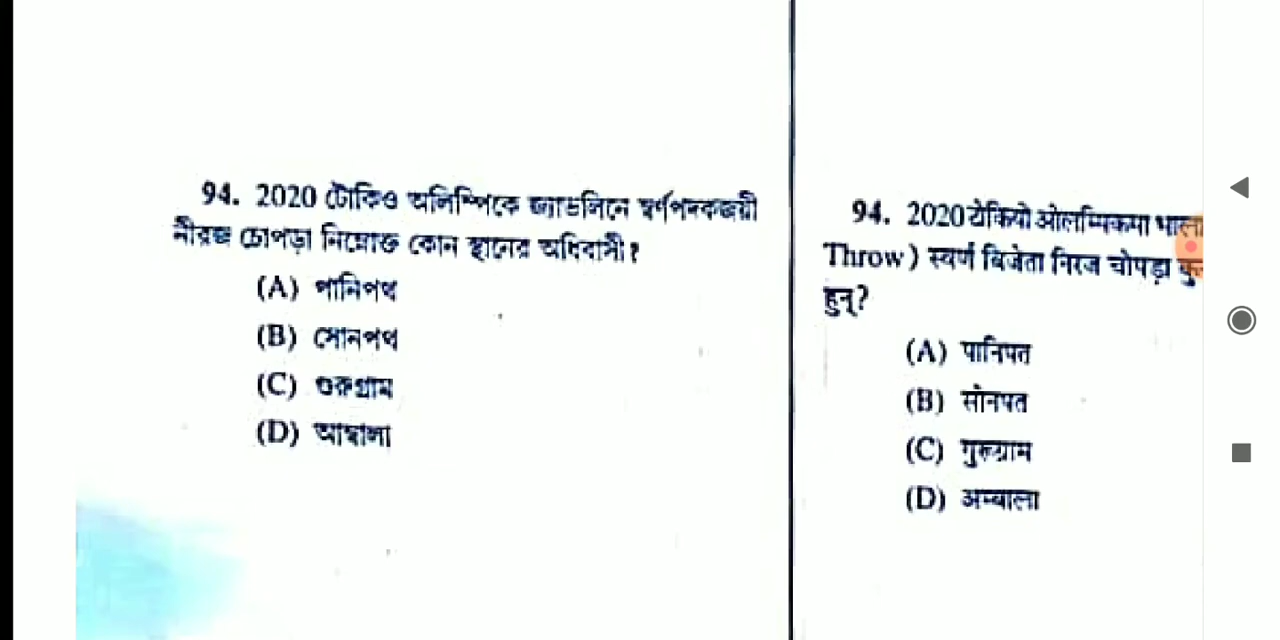 94. 2020 টোকিও অলিম্পিকে জ্যাভলিনে স্বর্ণপদকজয়ী
নীরজ চোপড়া নিম্নোক্ত কোন স্থানের অধিবাসী?
(A) পানিপথ
(B) সোনপথ
(C) গুরুগ্রাম
(D) আম্বালা
94. 2020 टोकियो ओलम्पिकमा भाला
Throw) स्वर्ण बिजेता निरज चोपड़ा
हुन्?
(A) पानिपत
(B) सोनपत
(C) गुरूग्राम
(D) अम्बाला